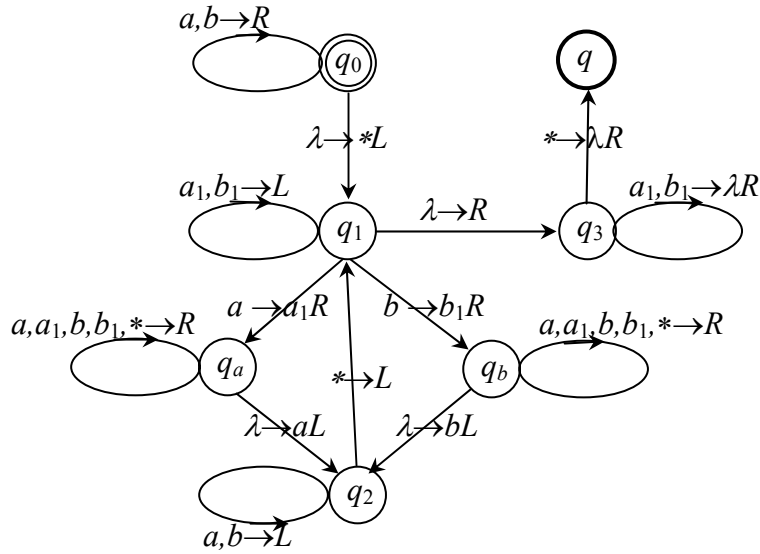 a,b→R
q₀
q
λ→*L
*→λR
a₁,b₁→L
a₁,b₁→λR
λ→R
q₁
q₃
a→a₁R
b→b₁R
a,a₁,b,b₁,*→R
a,a₁,b,b₁,*→R
qₐ
*→L
q_b
λ→aL
λ→bL
q₂
a,b→L